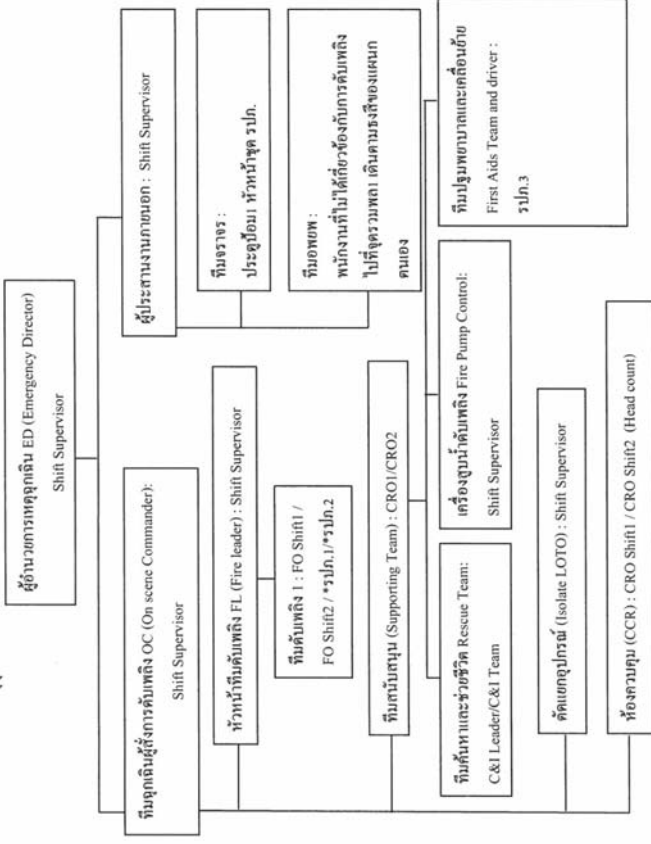 ผู้อำนวยการเหตุฉุกเฉิน ED (Emergency Director)
Shift Supervisor
ทีมฉุกเฉินผู้สั่งการดับเพลิง OC (On scene Commander):
Shift Supervisor
ผู้ประสานงานภายนอก : Shift Supervisor
ทีมจราจร :
ประตูป้อม1 หัวหน้าชุด รปภ.
ทีมอพยพ :
พนักงานที่ไม่ได้เกี่ยวข้องกับการดับเพลิง
ไปที่จุดรวมพล1 เดินตามธงสีของแผนก
ตนเอง
หัวหน้าทีมดับเพลิง FL (Fire leader) : Shift Supervisor
ทีมดับเพลิง 1 : FO Shift1 /
FO Shift2 / *รปภ.1/*รปภ.2
ทีมสนับสนุน (Supporting Team) : CRO1/CRO2
ทีมค้นหาและช่วยชีวิต Rescue Team:
C&I Leader/C&I Team
เครื่องสูบน้ำดับเพลิง Fire Pump Control:
Shift Supervisor
ทีมปฐมพยาบาลและเคลื่อนย้าย
First Aids Team and driver :
รปภ.3
ตัดแยกอุปกรณ์ (Isolate LOTO) : Shift Supervisor
ห้องควบคุม (CCR) : CRO Shift1 / CRO Shift2 (Head count)